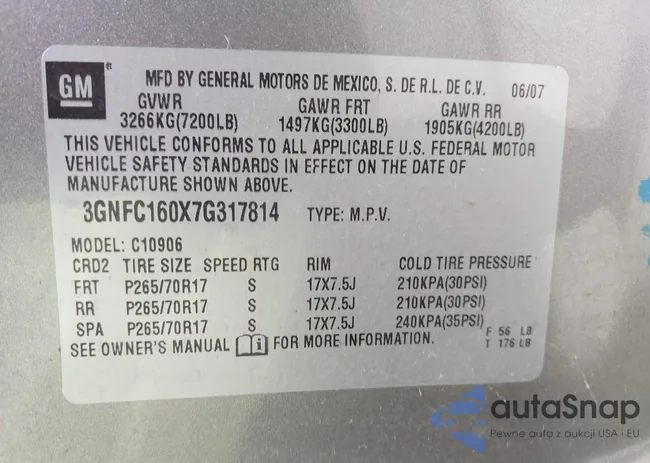 GM
MFD BY GENERAL MOTORS DE MEXICO, S. DE R.L. DE C.V. 06/07
GVWR GAWR FRT GAWR RR
3266KG(7200LB) 1497KG(3300LB) 1905KG(4200LB)
THIS VEHICLE CONFORMS TO ALL APPLICABLE U.S. FEDERAL MOTOR
VEHICLE SAFETY STANDARDS IN EFFECT ON THE DATE OF
MANUFACTURE SHOWN ABOVE.
3GNFC160X7G317814 TYPE: M.P.V.
MODEL: C10906
CRD2 TIRE SIZE SPEED RTG RIM COLD TIRE PRESSURE
FRT P265/70R17 S 17X7.5J 210KPA(30PSI)
RR P265/70R17 S 17X7.5J 210KPA(30PSI)
SPA P265/70R17 S 17X7.5J 240KPA(35PSI) F 56 LB
SEE OWNER'S MANUAL i FOR MORE INFORMATION. T 176 LB
autaSnap
Pewne auta z aukcji USA i EU